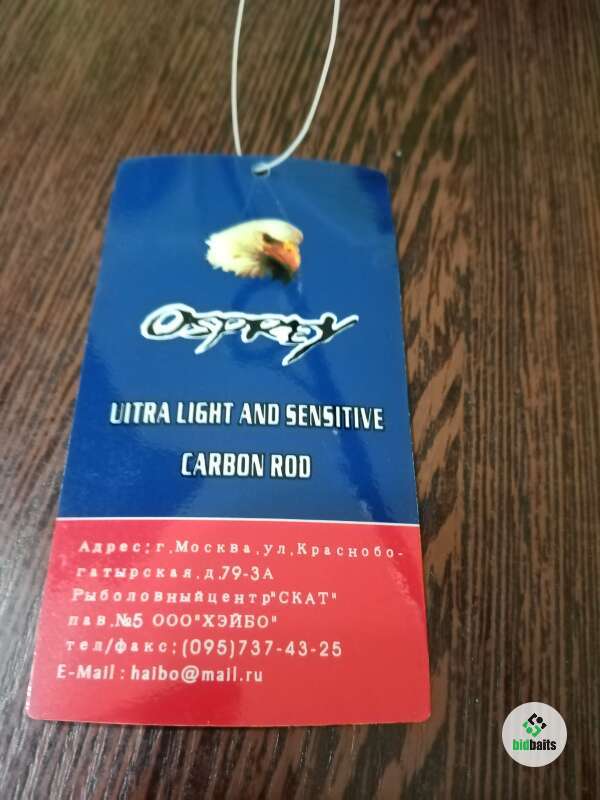 OSPREY
UITRA LIGHT AND SENSITIVE
CARBON ROD
Адрес:г.Москва.ул.Краснобо-
гатырская.д.79-3А
Рыболовныйцентр"СКАТ"
пав.№5 ООО"ХЭЙБО"
тел/факс:(095)737-43-25
E-Mail : haibo@mail.ru
bidbaits